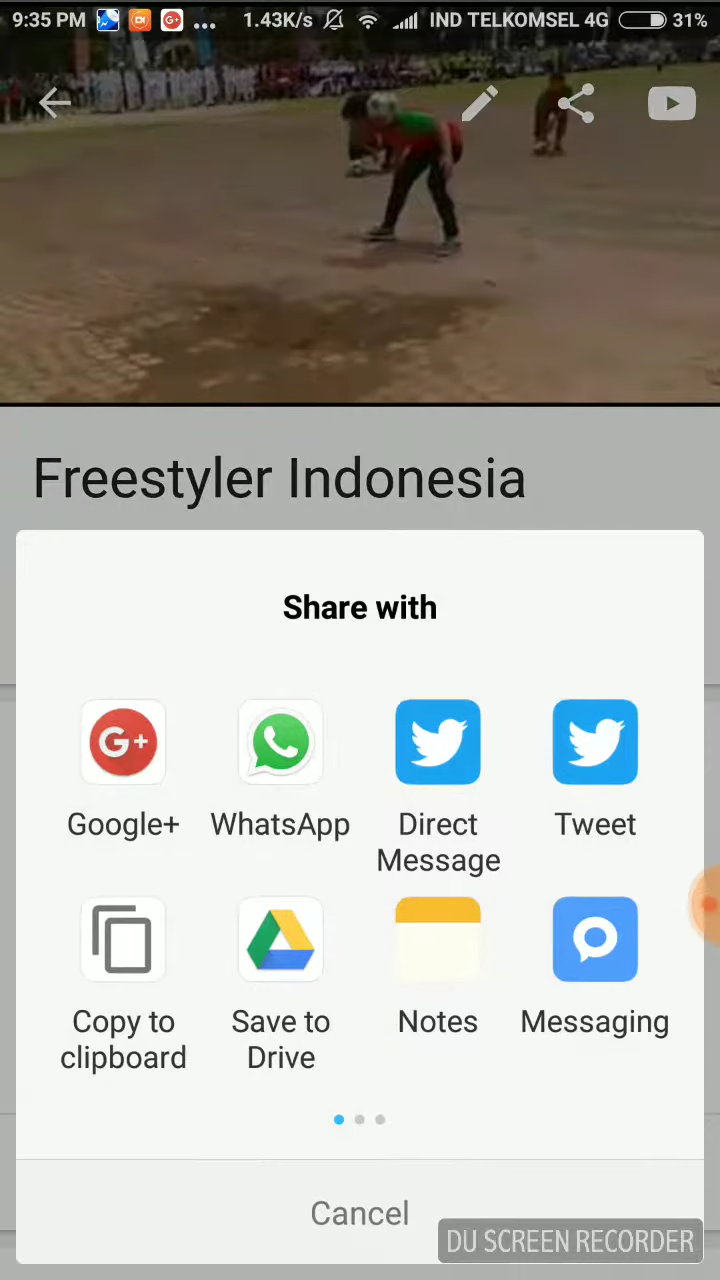 9:35 PM G+ ... 1.43K/s IND TELKOMSEL 4G 31%
Freestyler Indonesia
Share with
G+
Google+ WhatsApp Direct Message Tweet
Copy to clipboard Save to Drive Notes Messaging
Cancel
DU SCREEN RECORDER